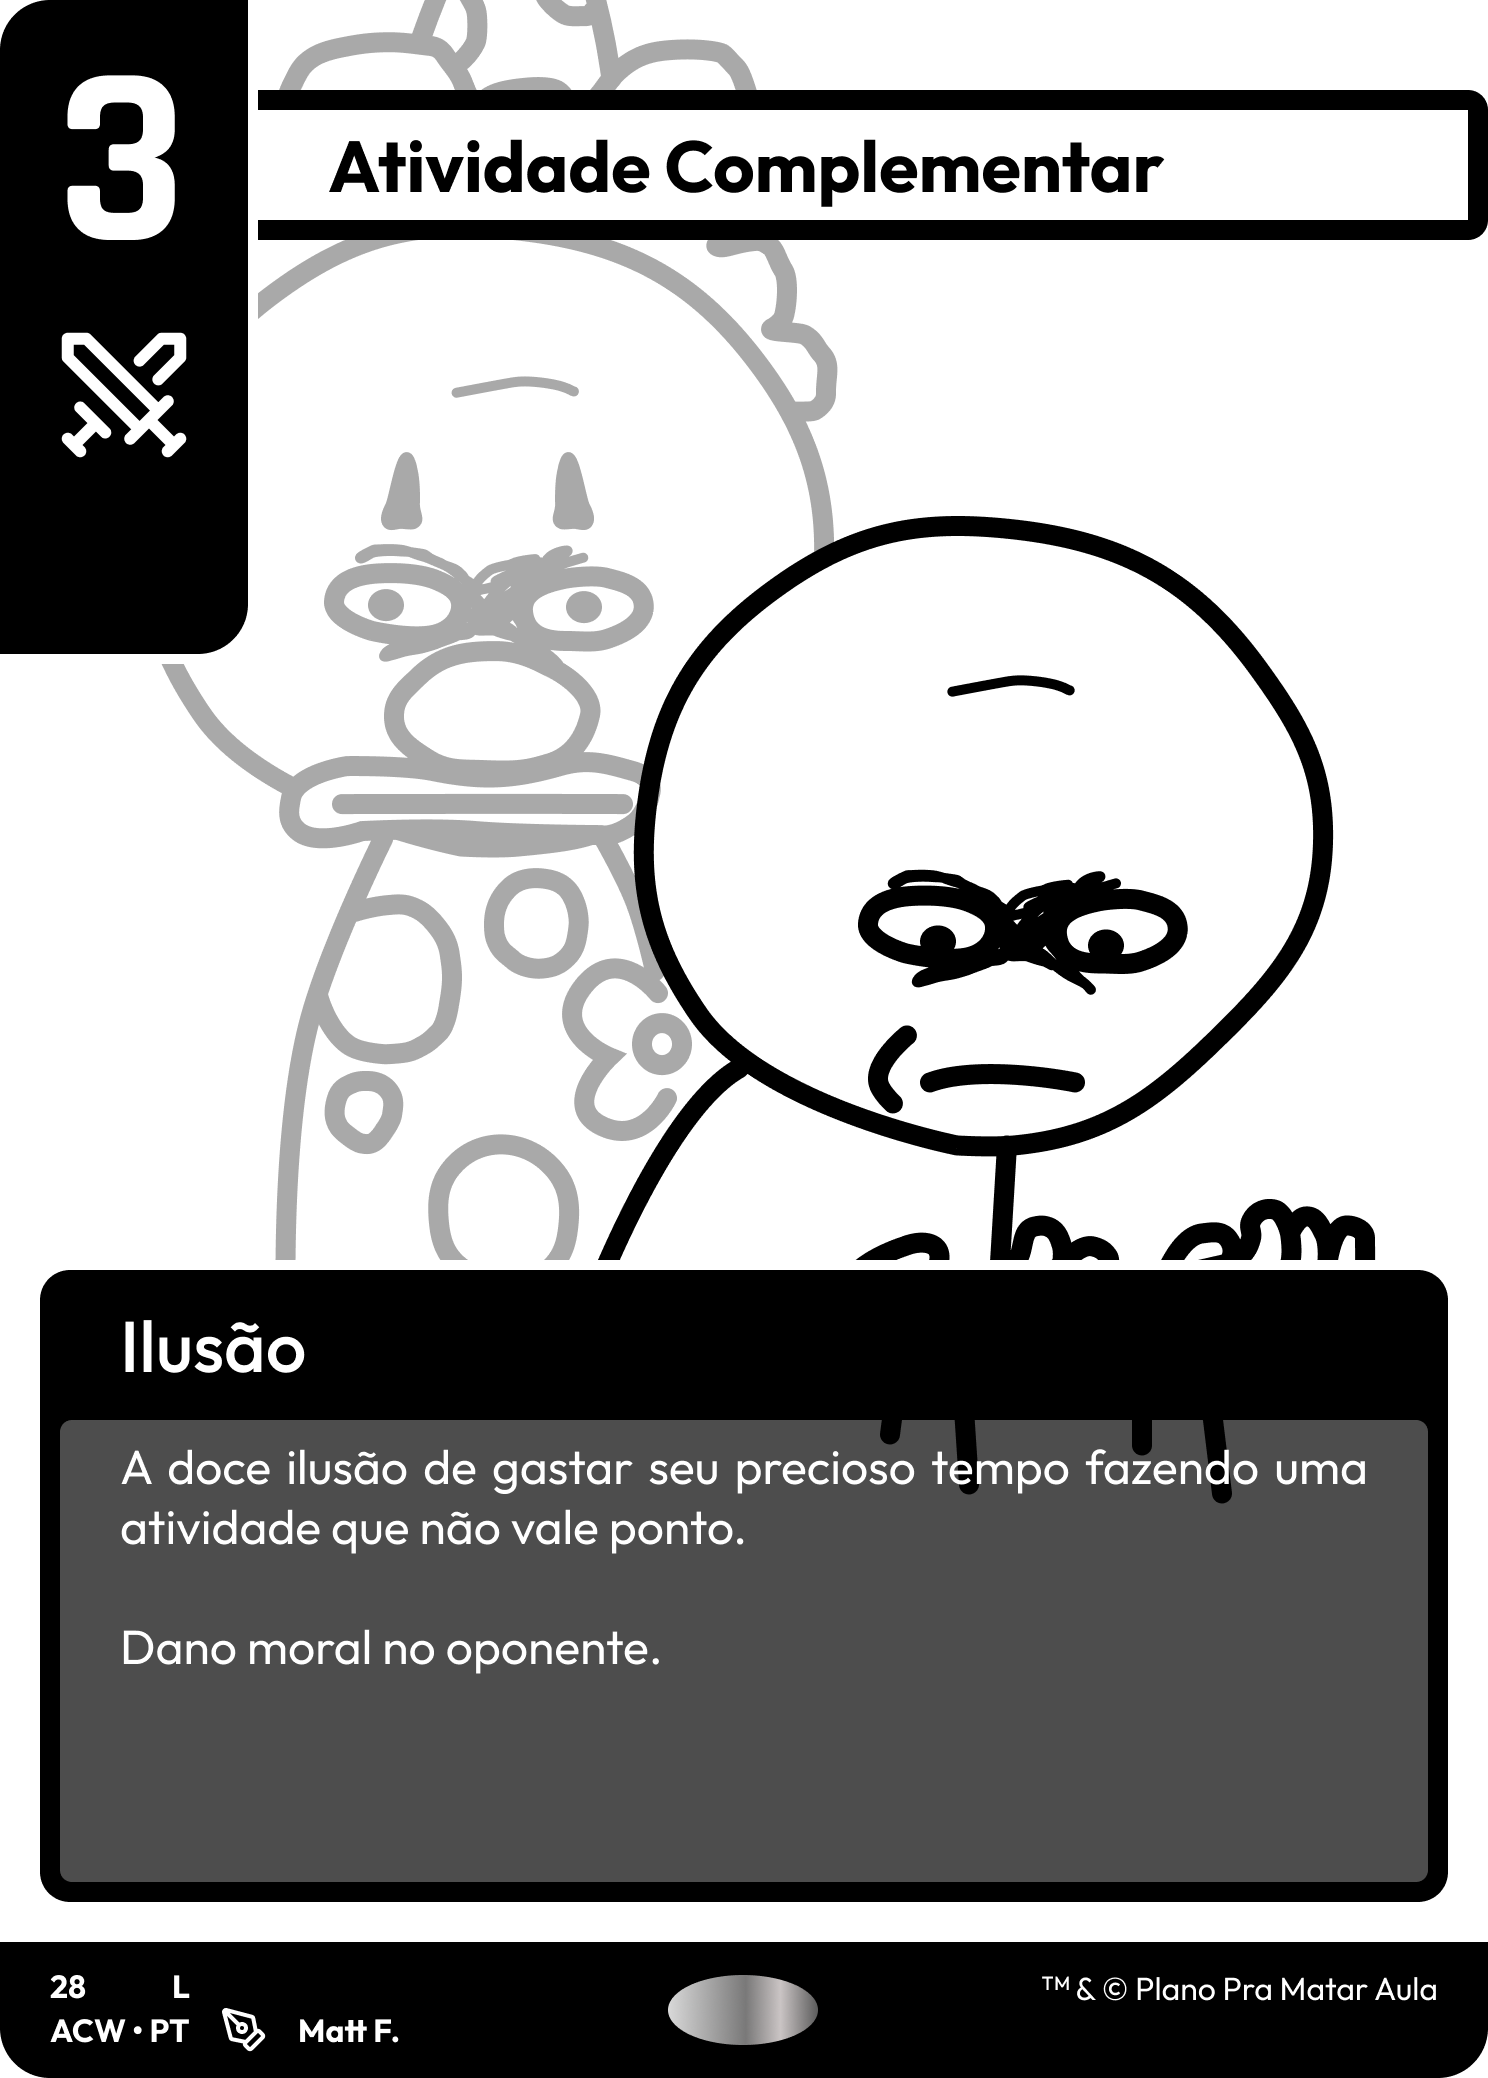 3
Atividade Complementar
Ilusão
A doce ilusão de gastar seu precioso tempo fazendo uma
atividade que não vale ponto.
Dano moral no oponente.
28 L
ACW • PT Matt F.
™ & © Plano Pra Matar Aula